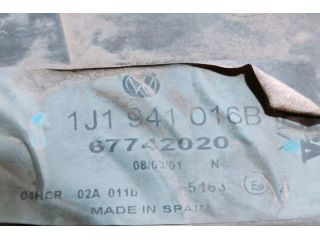 1J1 941 016B
67742020
08/03/01 N
04HCR 02A 011b 5163
MADE IN SPAIN